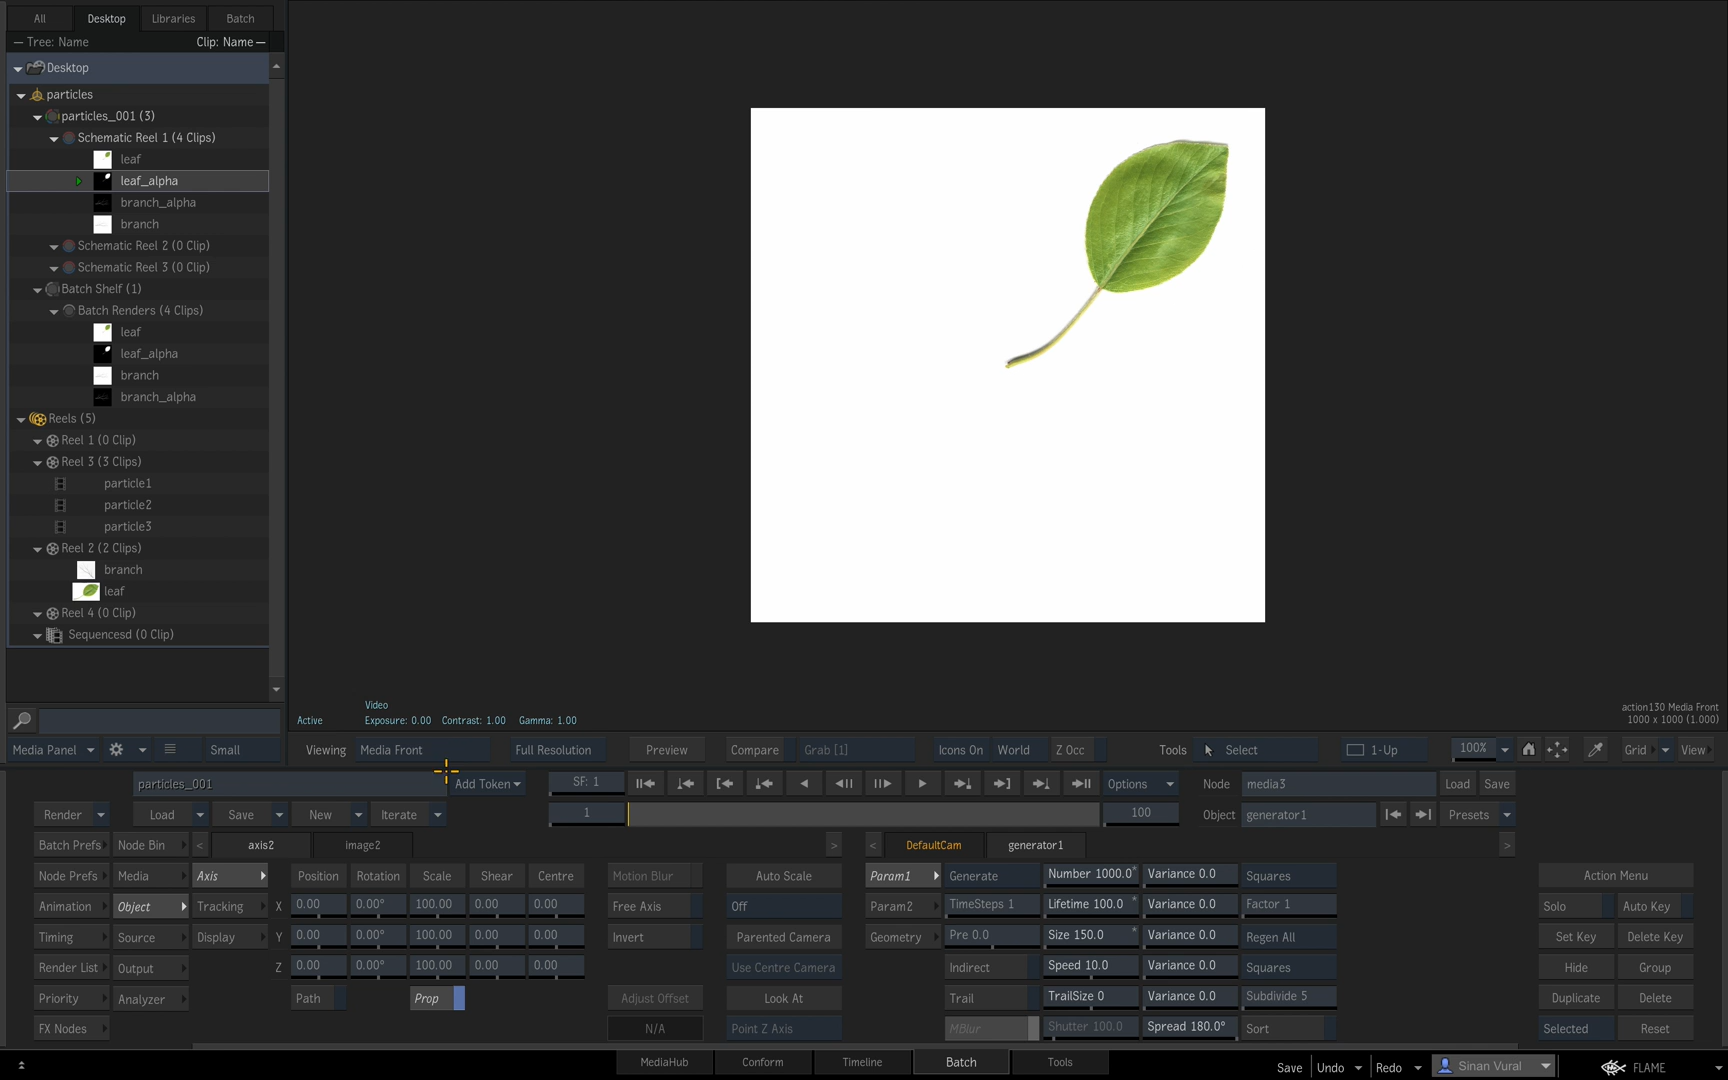 All Desktop Libraries Batch
Tree: Name Clip: Name
Desktop
particles
particles_001 (3)
Schematic Reel 1 (4 Clips)
leaf
leaf_alpha
branch_alpha
branch
Schematic Reel 2 (0 Clip)
Schematic Reel 3 (0 Clip)
Batch Shelf (1)
Batch Renders (4 Clips)
leaf
leaf_alpha
branch
branch_alpha
Reels (5)
Reel 1 (0 Clip)
Reel 3 (3 Clips)
particle1
particle2
particle3
Reel 2 (2 Clips)
branch
leaf
Reel 4 (0 Clip)
Sequencesd (0 Clip)
Video
Active Exposure: 0.00 Contrast: 1.00 Gamma: 1.00
action130 Media Front
1000 x 1000 (1.000)
Media Panel Small Viewing Media Front Full Resolution Preview Compare Grab [1] Icons On World Z Occ Tools Select 1-Up 100% Grid View
particles_001 Add Token SF: 1 Options Node media3 Load Save
Render Load Save New Iterate 1 100 Object generator1 Presets
Batch Prefs Node Bin < axis2 image2 > < DefaultCam generator1 >
Node Prefs Media Axis Position Rotation Scale Shear Centre Motion Blur Auto Scale Param1 Generate Number 1000.0* Variance 0.0 Squares Action Menu
Animation Object Tracking X 0.00 0.00° 100.00 0.00 0.00 Free Axis Off Param2 TimeSteps 1 Lifetime 100.0 * Variance 0.0 Factor 1 Solo Auto Key
Timing Source Display Y 0.00 0.00° 100.00 0.00 0.00 Invert Parented Camera Geometry Pre 0.0 Size 150.0 * Variance 0.0 Regen All Set Key Delete Key
Render List Output Z 0.00 0.00° 100.00 0.00 0.00 Use Centre Camera Indirect Speed 10.0 Variance 0.0 Squares Hide Group
Priority Analyzer Path Prop Adjust Offset Look At Trail TrailSize 0 Variance 0.0 Subdivide 5 Duplicate Delete
FX Nodes N/A Point Z Axis MBlur Shutter 100.0 Spread 180.0° Sort Selected Reset
MediaHub Conform Timeline Batch Tools Save Undo Redo Sinan Vural FLAME